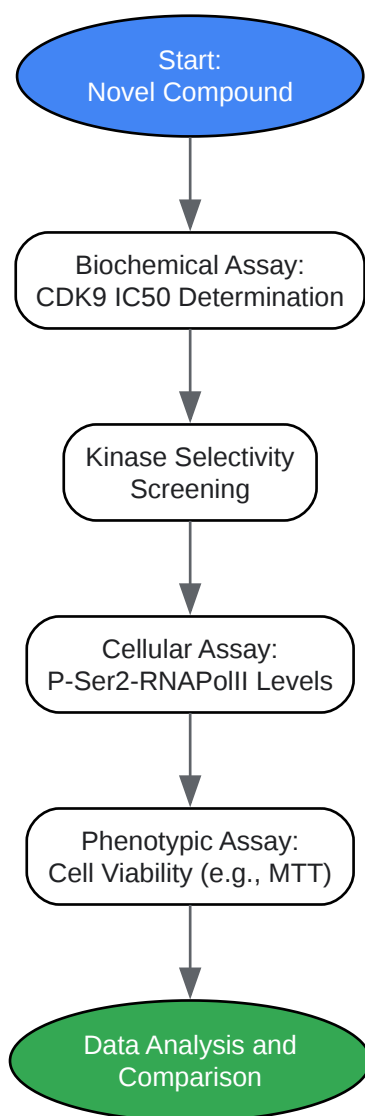 Start:
Novel Compound
Biochemical Assay:
CDK9 IC50 Determination
Kinase Selectivity
Screening
Cellular Assay:
P-Ser2-RNAPolII Levels
Phenotypic Assay:
Cell Viability (e.g., MTT)
Data Analysis and
Comparison